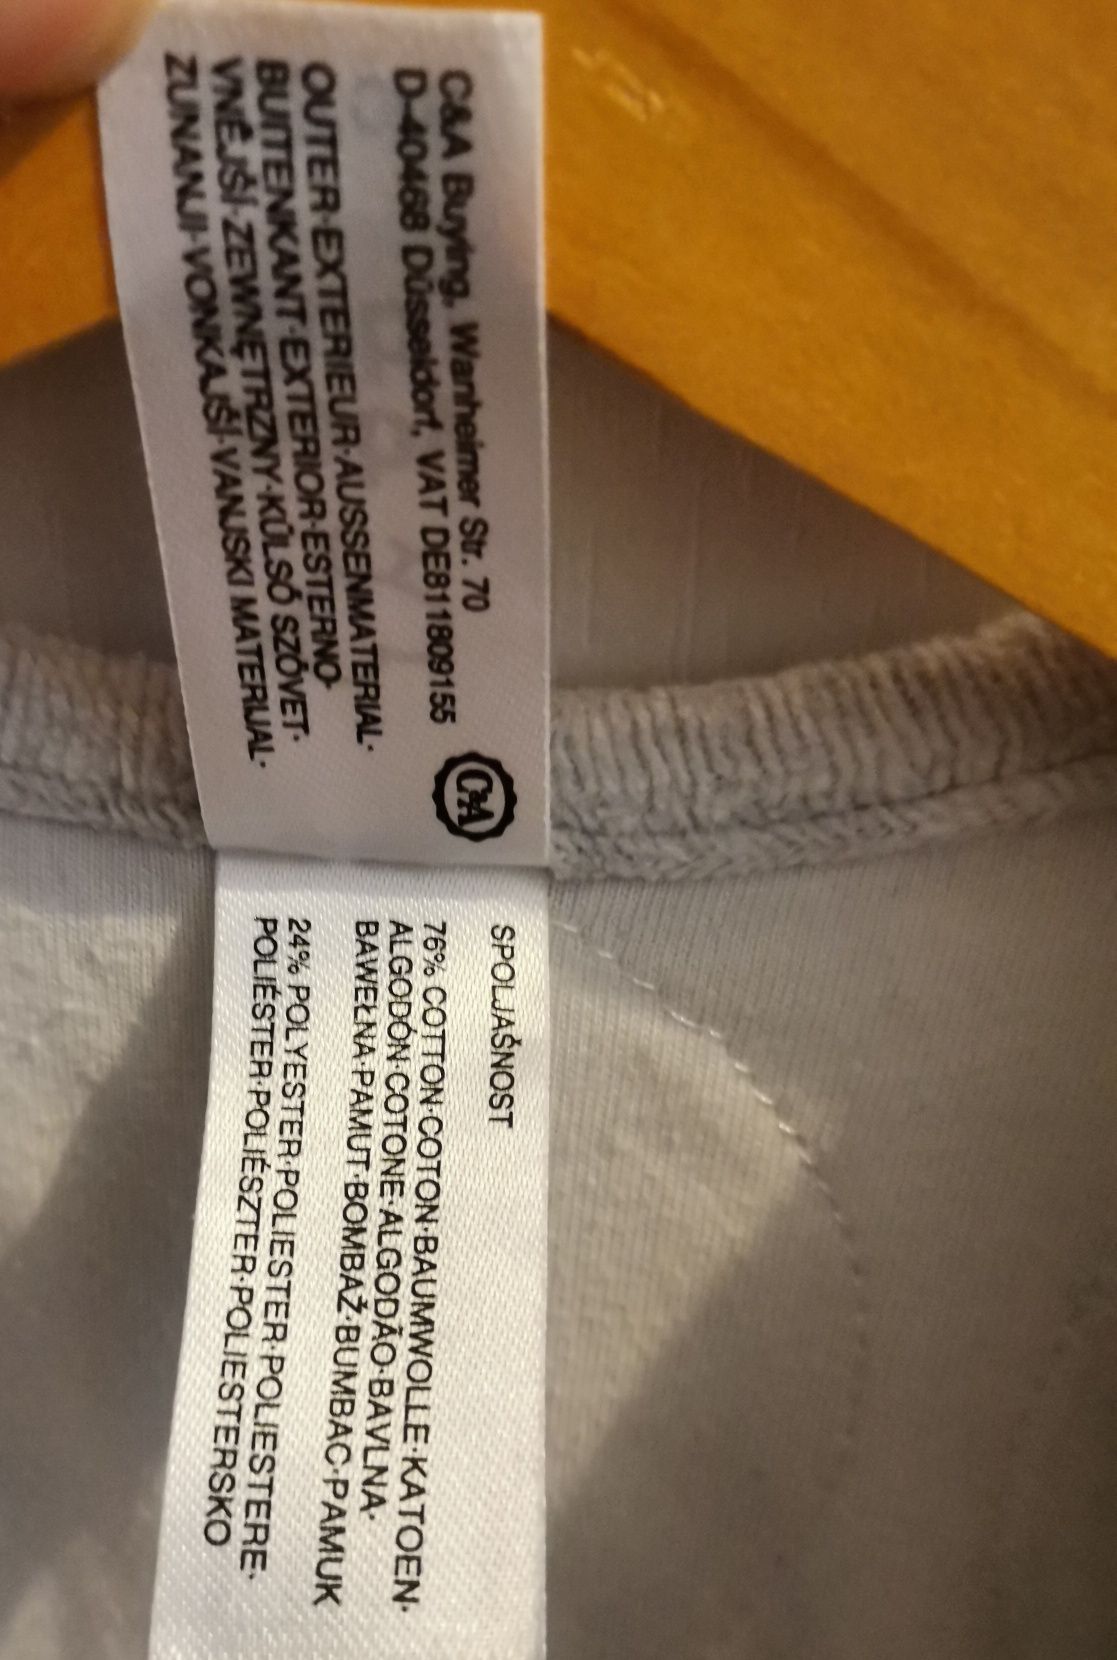 C&A Buying, Wanheimer Str. 70
D-40468 Düsseldorf, VAT DE811809155
C&A
OUTER·EXTERIEUR·AUSSENMATERIAL·
BUITENKANT·EXTERIOR·ESTERNO·
VNĚJŠÍ·ZEWNĘTRZNY·KÜLSŐ SZÖVET·
ZUNANJI·VONKAJŠÍ·VANJSKI MATERIJAL·
SPOLJAŠNOST
76% COTTON·COTON·BAUMWOLLE·KATOEN·
ALGODÓN·COTONE·ALGODÃO·BAVLNA·
BAWEŁNA·PAMUT·BOMBAŽ·BUMBAC·PAMUK
24% POLYESTER·POLIESTER·POLIESTERE·
POLIÉSTER·POLIÉSZTER·POLIESTERSKO